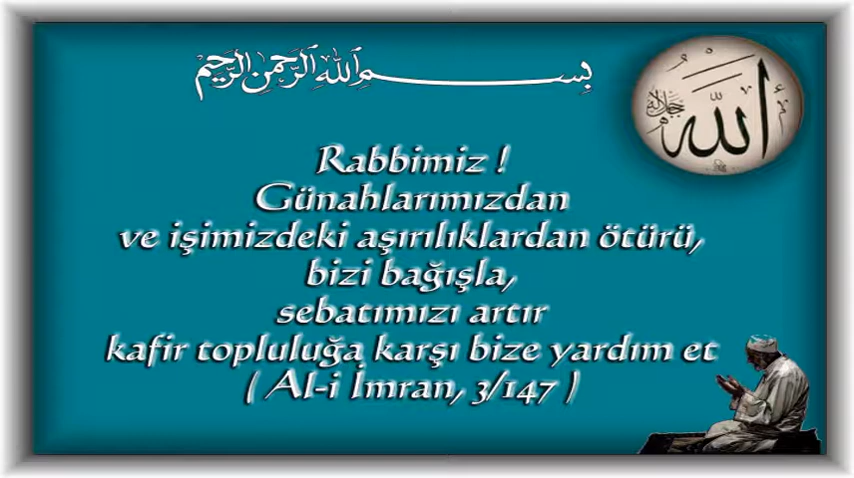 بسم الله الرحمن الرحيم
الله
جل جلاله
Rabbimiz !
Günahlarımızdan
ve işimizdeki aşırılıklardan ötürü,
bizi bağışla,
sebatımızı artır
kafir topluluğa karşı bize yardım et
( Al-i İmran, 3/147 )